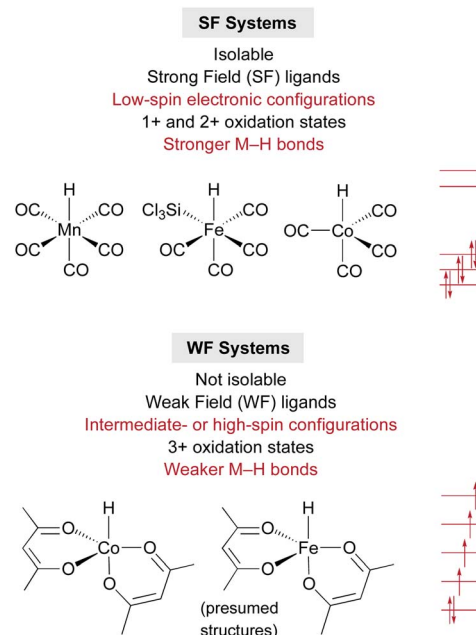 SF Systems
Isolable
Strong Field (SF) ligands
Low-spin electronic configurations
1+ and 2+ oxidation states
Stronger M–H bonds
H H H
OC CO Cl3Si CO CO
Mn Fe OC Co
OC CO OC CO CO
CO CO CO
WF Systems
Not isolable
Weak Field (WF) ligands
Intermediate- or high-spin configurations
3+ oxidation states
Weaker M–H bonds
H H
O Co O O Fe O
O O O O
(presumed
structures)